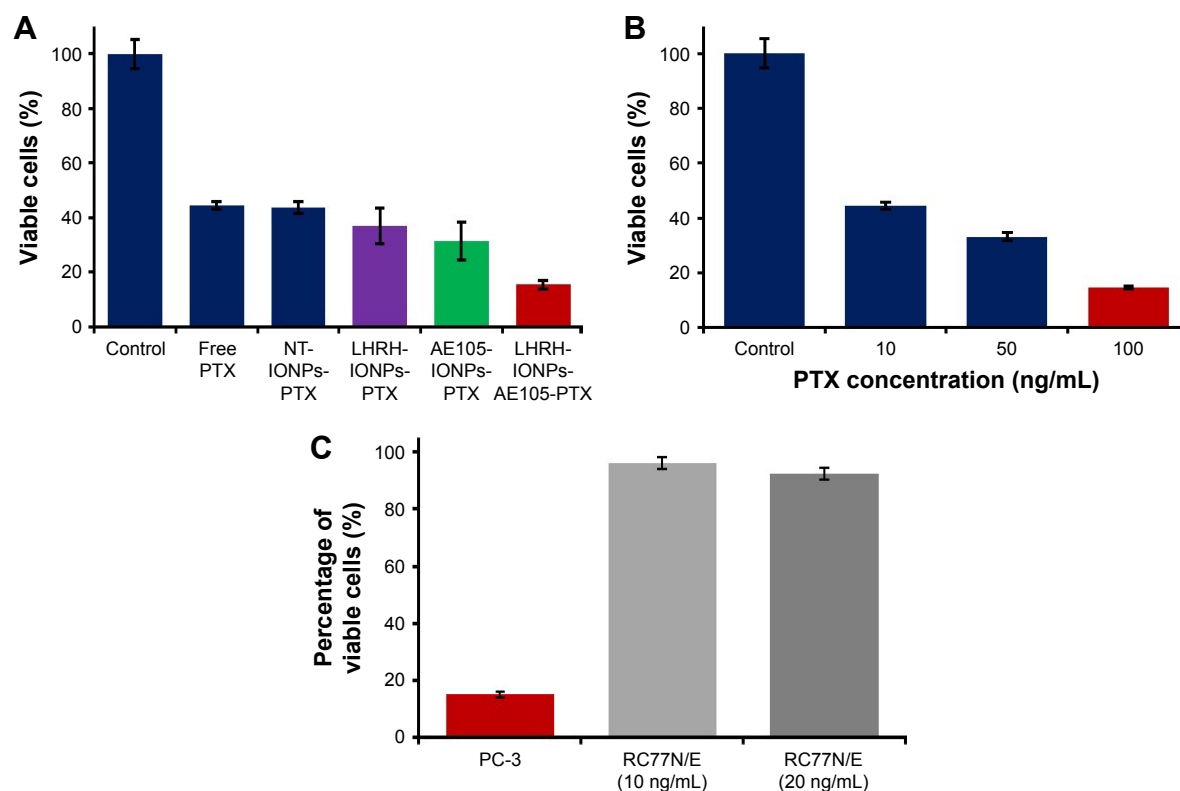 A
Viable cells (%)
100
80
60
40
20
0
Control
Free
PTX
NT-
IONPs-
PTX
LHRH-
IONPs-
PTX
AE105-
IONPs-
PTX
LHRH-
IONPs-
AE105-PTX
B
Viable cells (%)
100
80
60
40
20
0
Control
10
50
100
PTX concentration (ng/mL)
C
Percentage of
viable cells (%)
100
80
60
40
20
0
PC-3
RC77N/E
(10 ng/mL)
RC77N/E
(20 ng/mL)